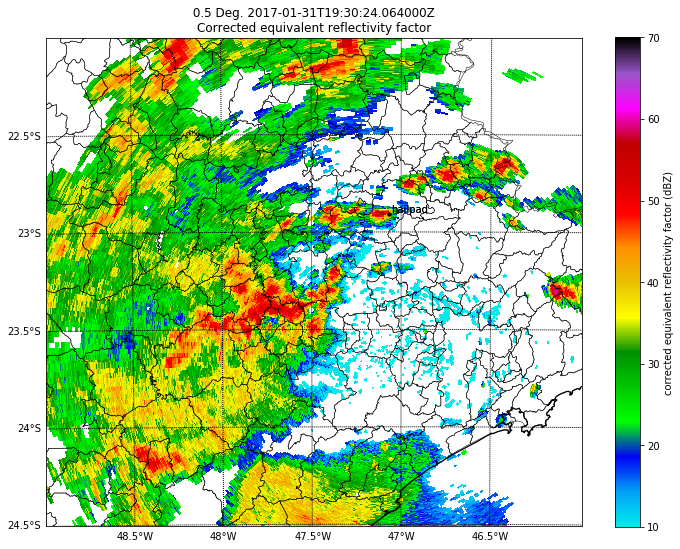 0.5 Deg. 2017-01-31T19:30:24.064000Z
Corrected equivalent reflectivity factor
22.5°S
23°S
23.5°S
24°S
24.5°S
48.5°W
48°W
47.5°W
47°W
46.5°W
70
60
50
40
30
20
10
corrected equivalent reflectivity factor (dBZ)